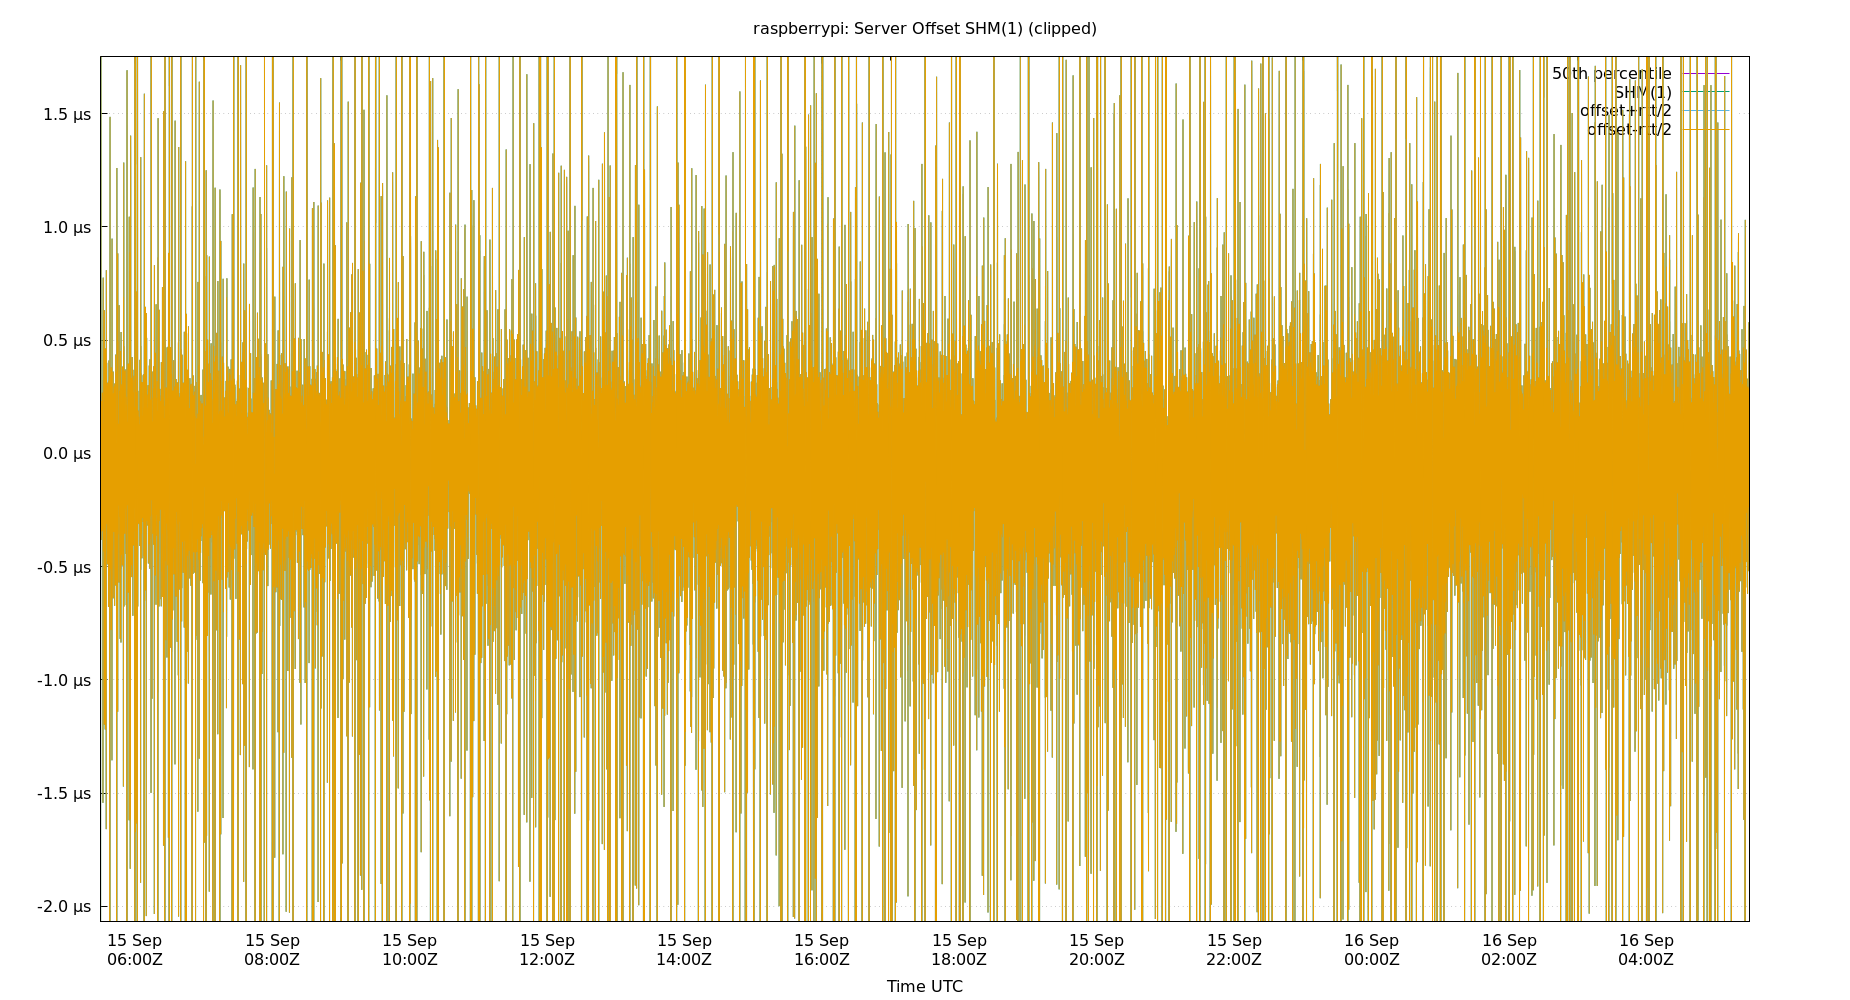 raspberrypi: Server Offset SHM(1) (clipped)
50th percentile
SHM(1)
offset+rtt/2
offset-rtt/2
1.5 µs
1.0 µs
0.5 µs
0.0 µs
-0.5 µs
-1.0 µs
-1.5 µs
-2.0 µs
15 Sep 15 Sep 15 Sep 15 Sep 15 Sep 15 Sep 15 Sep 15 Sep 15 Sep 16 Sep 16 Sep 16 Sep
06:00Z 08:00Z 10:00Z 12:00Z 14:00Z 16:00Z 18:00Z 20:00Z 22:00Z 00:00Z 02:00Z 04:00Z
Time UTC